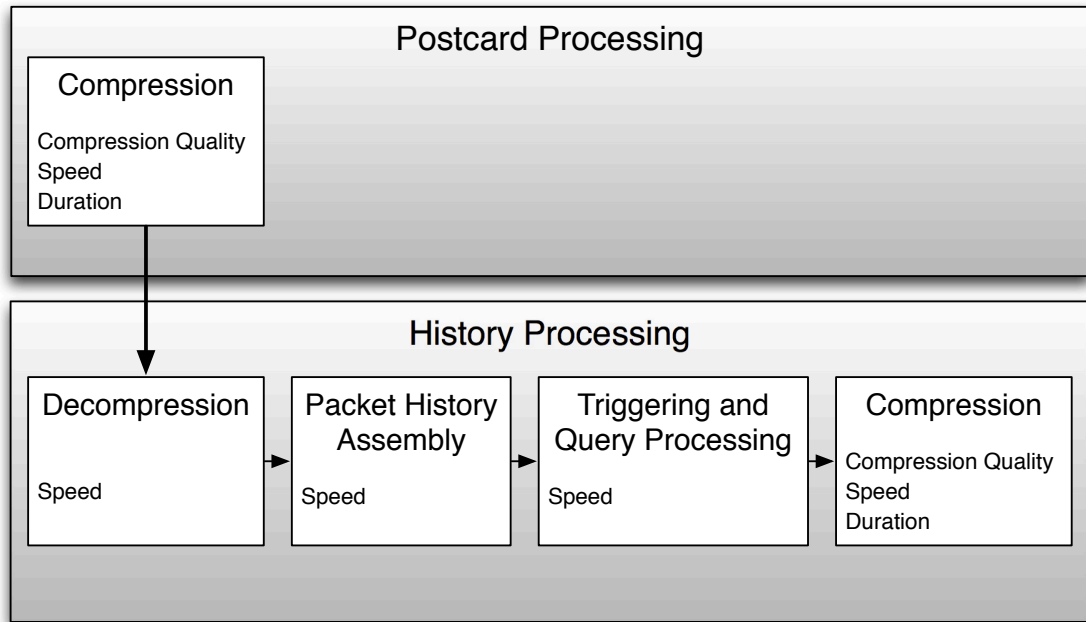 Postcard Processing
Compression
Compression Quality
Speed
Duration
History Processing
Decompression
Speed
Packet History
Assembly
Speed
Triggering and
Query Processing
Speed
Compression
Compression Quality
Speed
Duration